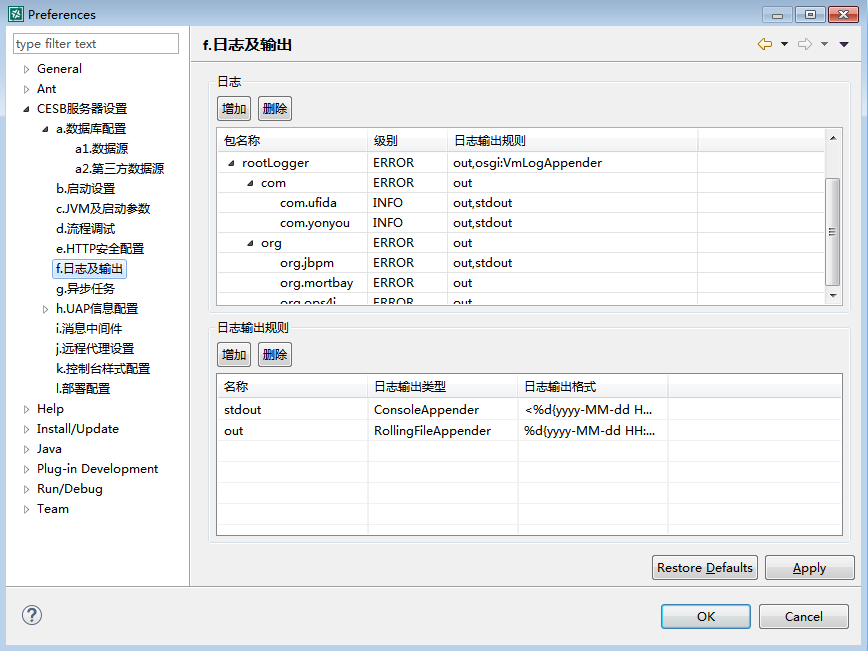 Preferences
type filter text
General
Ant
CESB服务器设置
a.数据库配置
a1.数据源
a2.第三方数据源
b.启动设置
c.JVM及启动参数
d.流程调试
e.HTTP安全配置
f.日志及输出
g.异步任务
h.UAP信息配置
i.消息中间件
j.远程代理设置
k.控制台样式配置
l.部署配置
Help
Install/Update
Java
Plug-in Development
Run/Debug
Team
f.日志及输出
日志
增加 删除
包名称 级别 日志输出规则
rootLogger ERROR out,osgi:VmLogAppender
com ERROR out
com.ufida INFO out,stdout
com.yonyou INFO out,stdout
org ERROR out
org.jbpm ERROR out,stdout
org.mortbay ERROR out
org.ops4j ERROR out
日志输出规则
增加 删除
名称 日志输出类型 日志输出格式
stdout ConsoleAppender <%d{yyyy-MM-dd H...
out RollingFileAppender %d{yyyy-MM-dd HH:...
Restore Defaults Apply
? OK Cancel